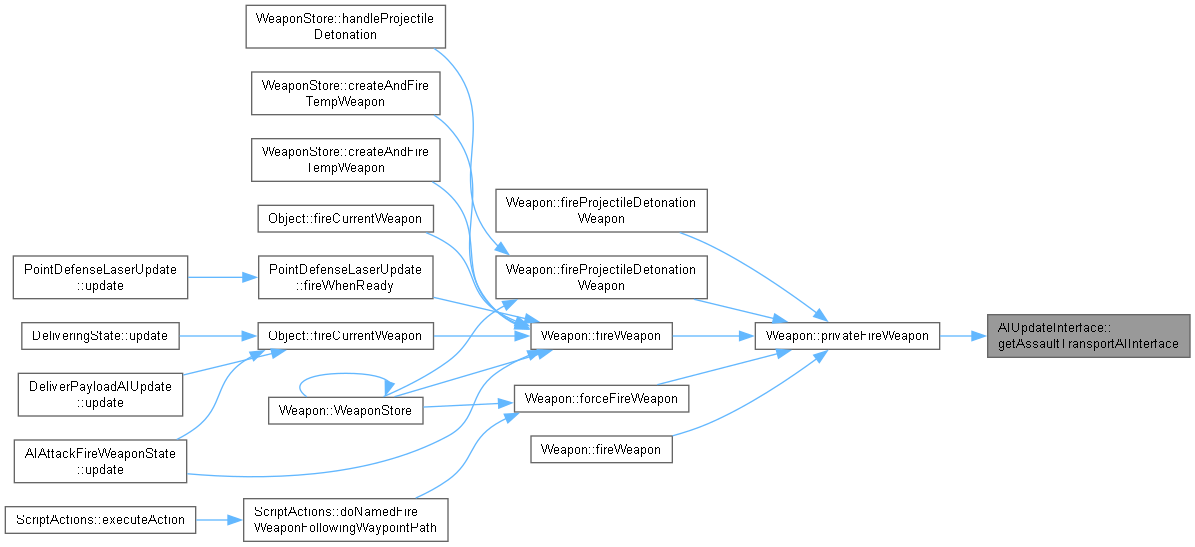 WeaponStore::handleProjectile
Detonation
WeaponStore::createAndFire
TempWeapon
WeaponStore::createAndFire
TempWeapon
Object::fireCurrentWeapon
PointDefenseLaserUpdate
::update
PointDefenseLaserUpdate
::fireWhenReady
DeliveringState::update
Object::fireCurrentWeapon
DeliverPayloadAIUpdate
::update
Weapon::WeaponStore
AIAttackFireWeaponState
::update
ScriptActions::executeAction
ScriptActions::doNamedFire
WeaponFollowingWaypointPath
Weapon::fireProjectileDetonation
Weapon
Weapon::fireProjectileDetonation
Weapon
Weapon::fireWeapon
Weapon::forceFireWeapon
Weapon::fireWeapon
Weapon::privateFireWeapon
AIUpdateInterface::
getAssaultTransportAIInterface